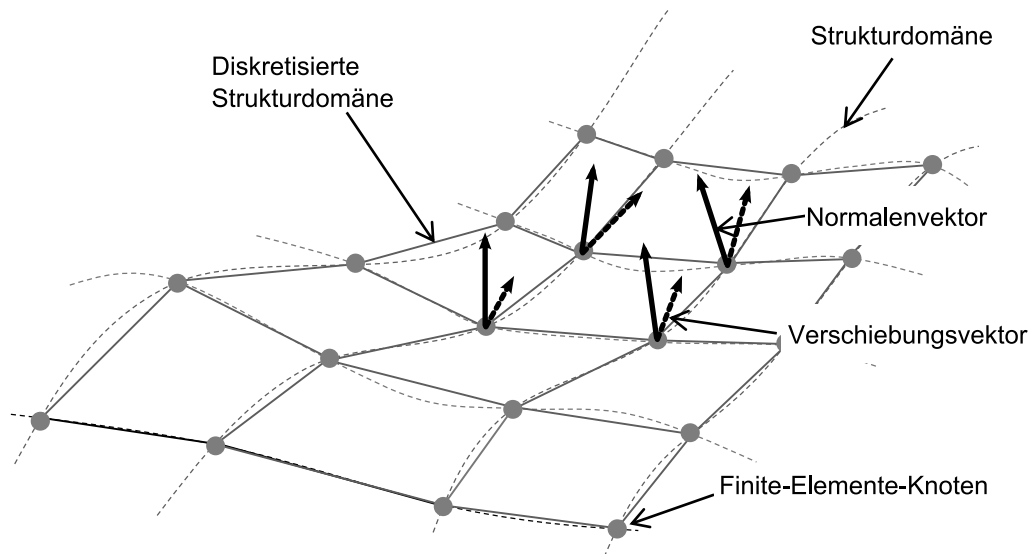 Strukturdomäne
Diskretisierte
Strukturdomäne
Normalenvektor
Verschiebungsvektor
Finite-Elemente-Knoten